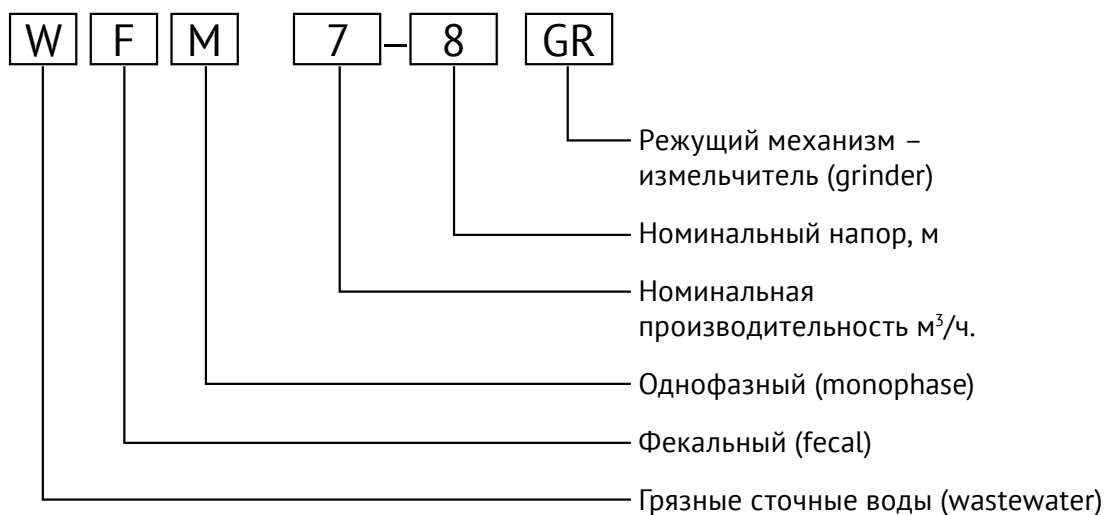 W F M 7 – 8 GR
Режущий механизм –
измельчитель (grinder)
Номинальный напор, м
Номинальная
производительность м³/ч.
Однофазный (monophase)
Фекальный (fecal)
Грязные сточные воды (wastewater)